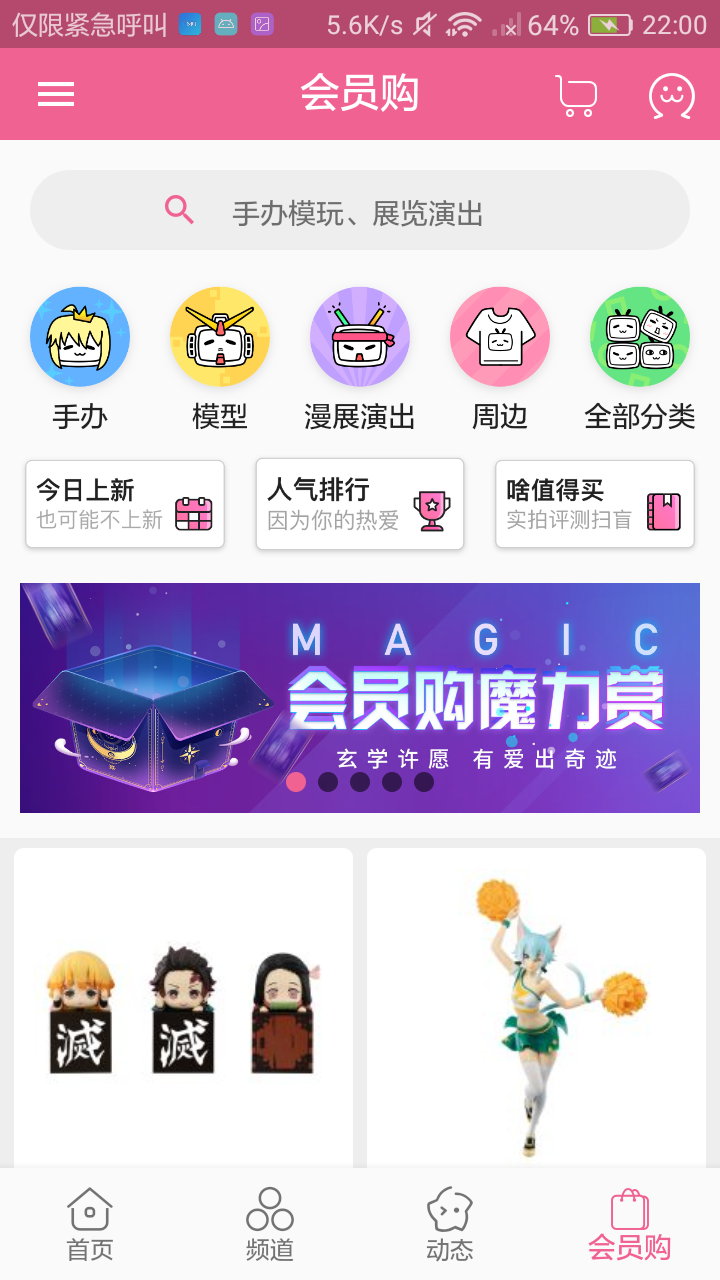 仅限紧急呼叫 5.6K/s 64% 22:00
会员购
手办模玩、展览演出
手办 模型 漫展演出 周边 全部分类
今日上新
也可能不上新
人气排行
因为你的热爱
啥值得买
实拍评测扫盲
MAGIC
会员购魔力赏
玄学许愿 有爱出奇迹
滅 滅
首页 频道 动态 会员购